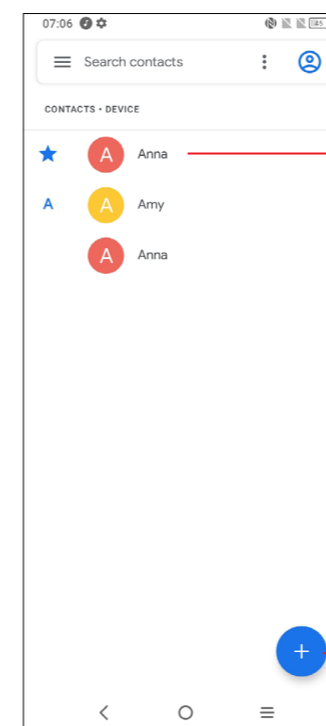 07:06
Search contacts
CONTACTS • DEVICE
A Anna
A A Amy
A Anna